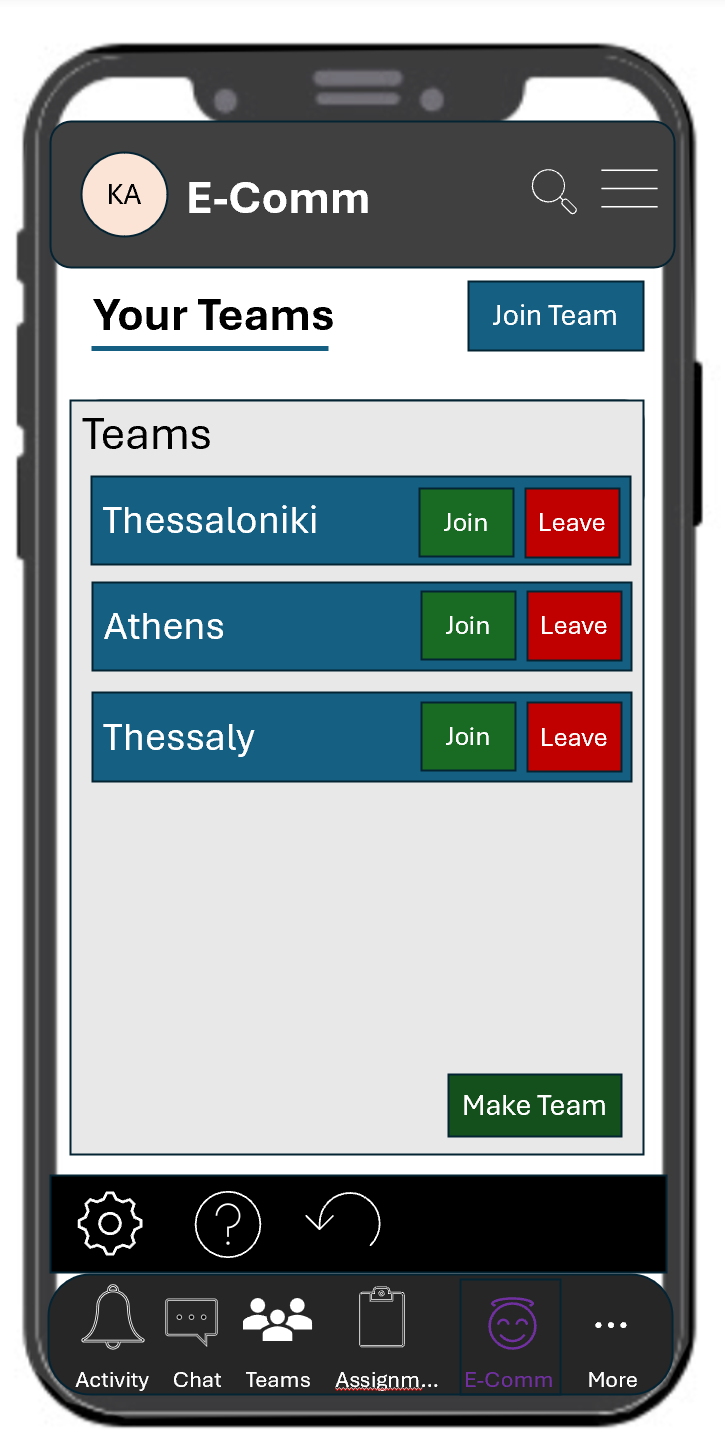 KA E-Comm
Your Teams Join Team
Teams
Thessaloniki Join Leave
Athens Join Leave
Thessaly Join Leave
Make Team
?
Activity Chat Teams Assignm... E-Comm More